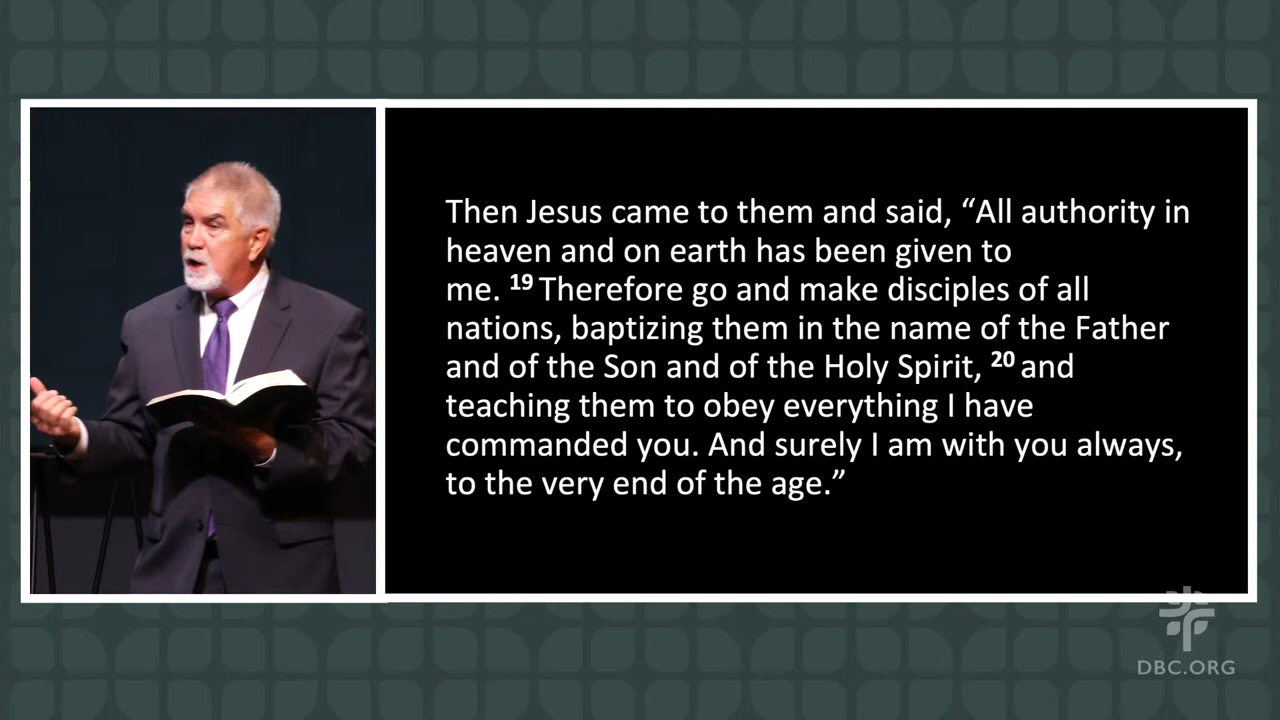 Then Jesus came to them and said, “All authority in
heaven and on earth has been given to
me. 19 Therefore go and make disciples of all
nations, baptizing them in the name of the Father
and of the Son and of the Holy Spirit, 20 and
teaching them to obey everything I have
commanded you. And surely I am with you always,
to the very end of the age.”
DBC.ORG